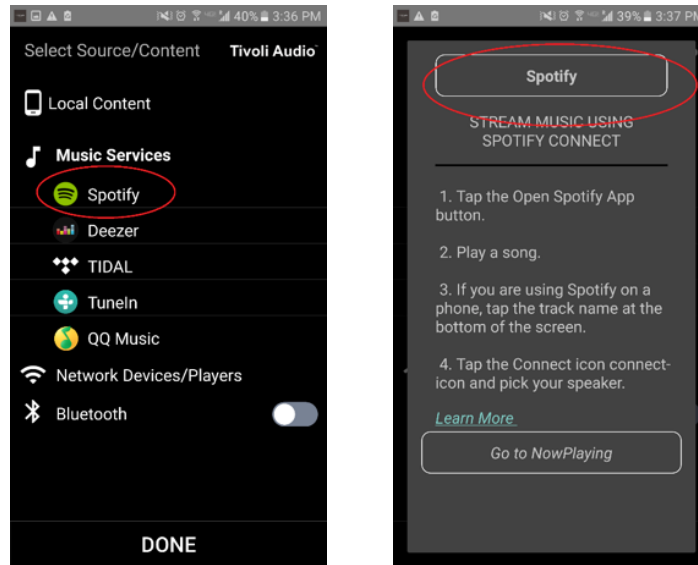 40% 3:36 PM
Select Source/Content Tivoli Audio
Local Content
Music Services
Spotify
Deezer
TIDAL
TuneIn
QQ Music
Network Devices/Players
Bluetooth
DONE
39% 3:37 PM
Spotify
STREAM MUSIC USING
SPOTIFY CONNECT
1. Tap the Open Spotify App
button.
2. Play a song.
3. If you are using Spotify on a
phone, tap the track name at the
bottom of the screen.
4. Tap the Connect icon connect-
icon and pick your speaker.
Learn More
Go to NowPlaying